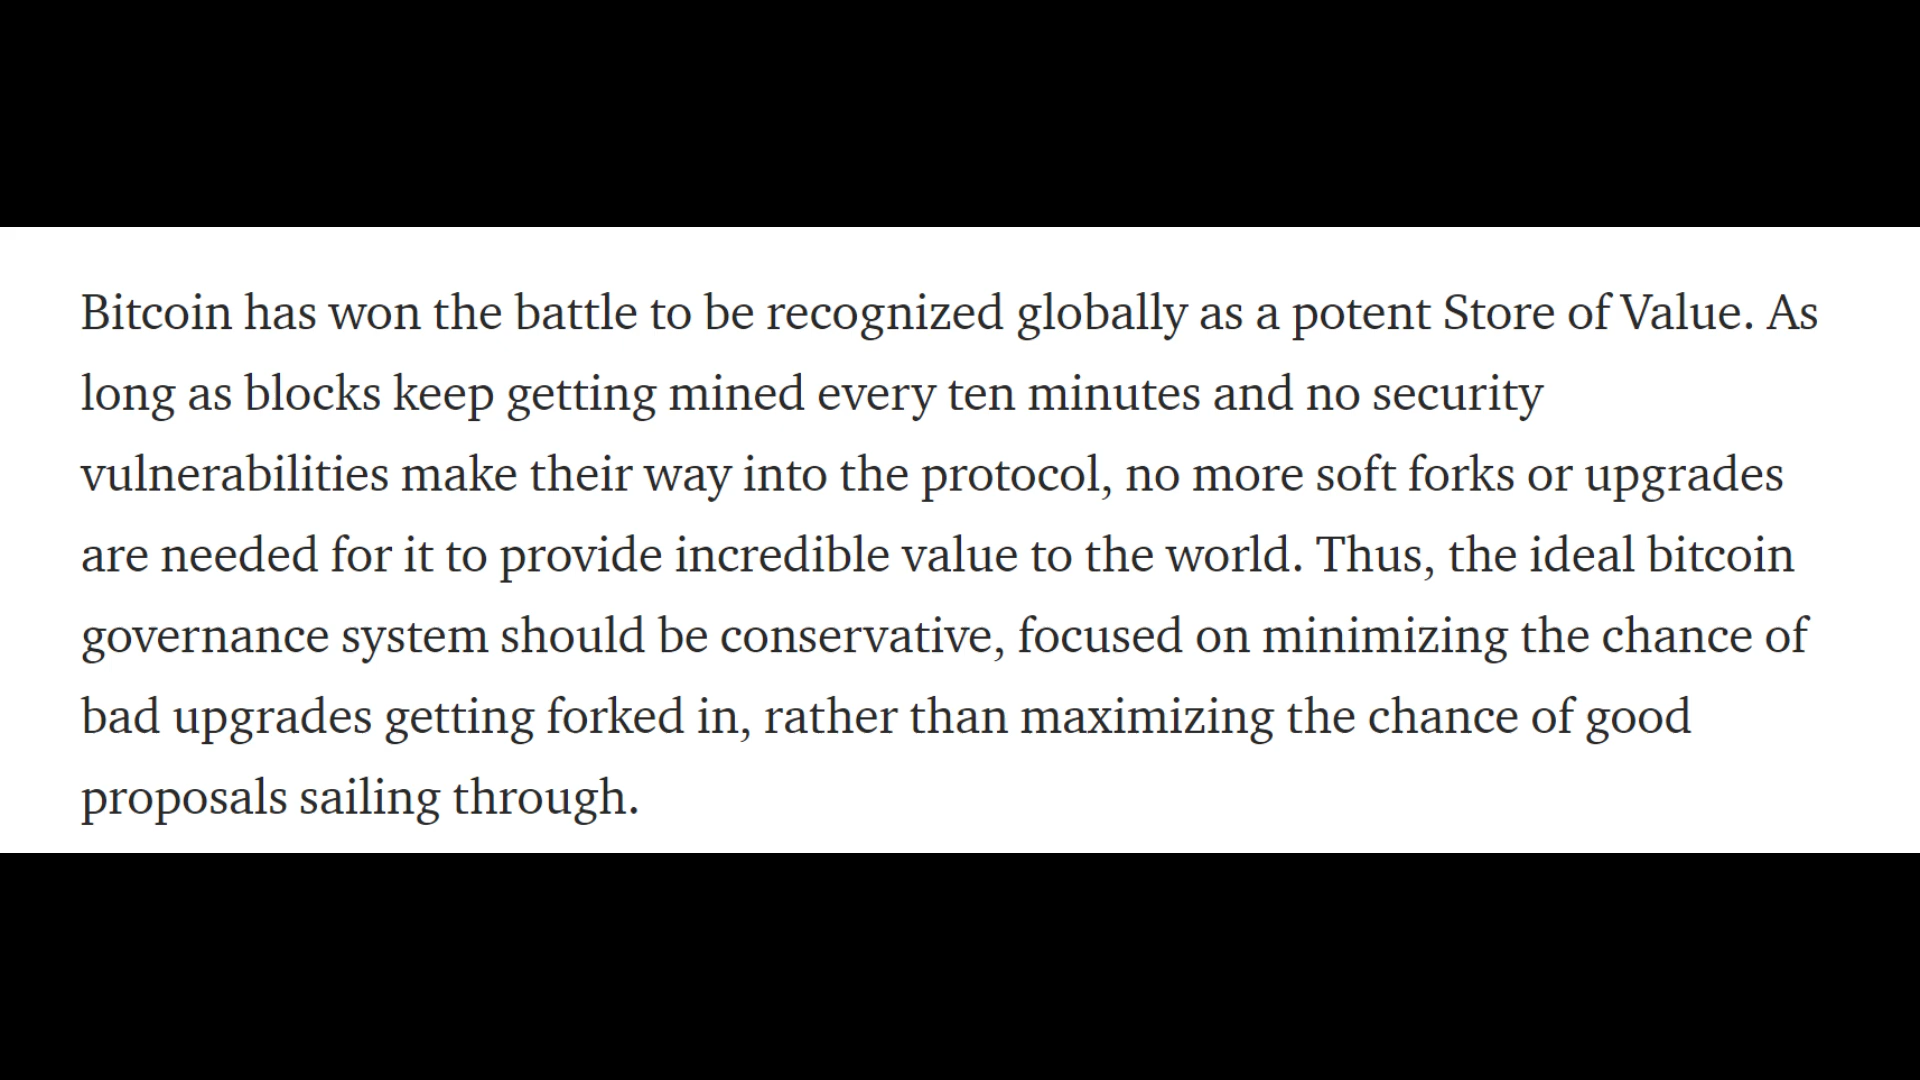 Bitcoin has won the battle to be recognized globally as a potent Store of Value. As
long as blocks keep getting mined every ten minutes and no security
vulnerabilities make their way into the protocol, no more soft forks or upgrades
are needed for it to provide incredible value to the world. Thus, the ideal bitcoin
governance system should be conservative, focused on minimizing the chance of
bad upgrades getting forked in, rather than maximizing the chance of good
proposals sailing through.